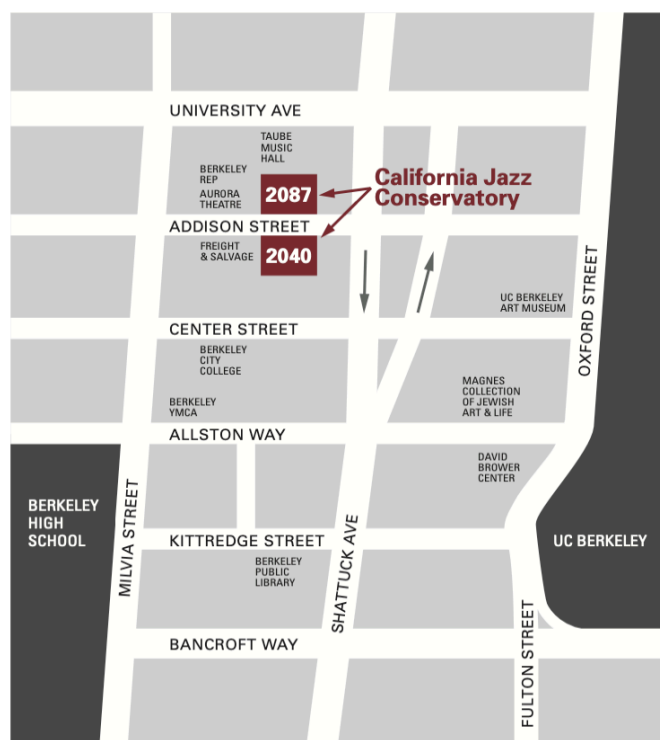 UNIVERSITY AVE
TAUBE
MUSIC
HALL
BERKELEY
REP
AURORA
THEATRE
2087
California Jazz
Conservatory
ADDISON STREET
FREIGHT
& SALVAGE
2040
UC BERKELEY
ART MUSEUM
OXFORD STREET
CENTER STREET
BERKELEY
CITY
COLLEGE
BERKELEY
YMCA
MAGNES
COLLECTION
OF JEWISH
ART & LIFE
ALLSTON WAY
DAVID
BROWER
CENTER
BERKELEY
HIGH
SCHOOL
MILVIA STREET
KITTREDGE STREET
SHATTUCK AVE
UC BERKELEY
BERKELEY
PUBLIC
LIBRARY
BANCROFT WAY
FULTON STREET